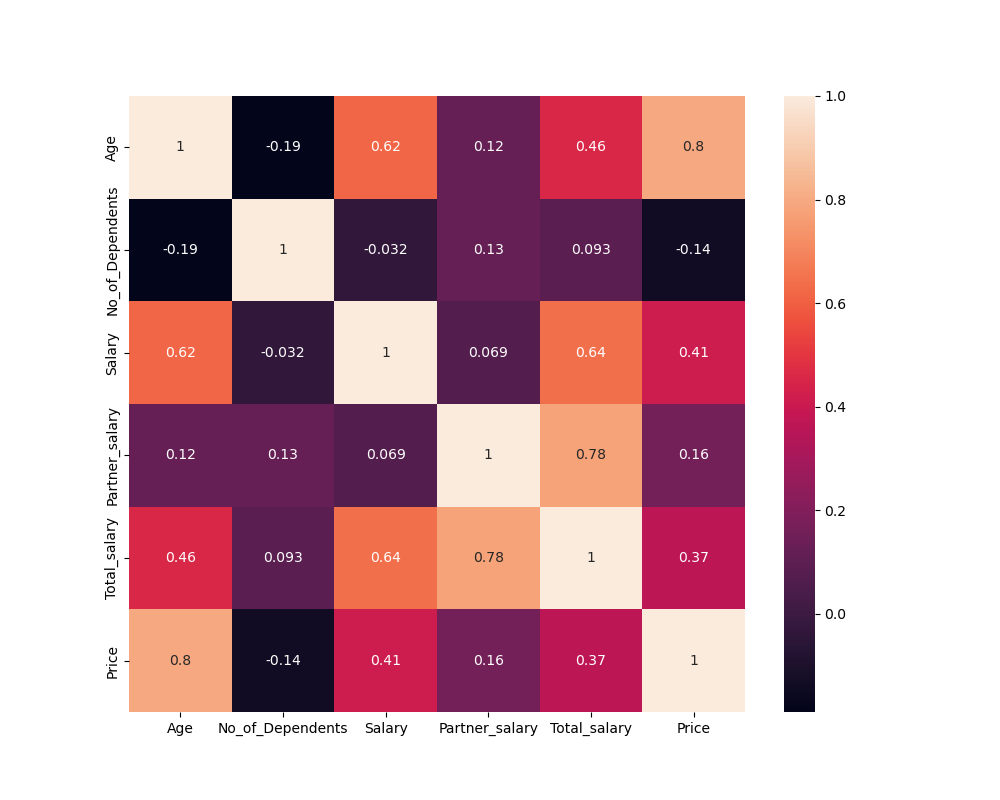 Age 1 -0.19 0.62 0.12 0.46 0.8
No_of_Dependents -0.19 1 -0.032 0.13 0.093 -0.14
Salary 0.62 -0.032 1 0.069 0.64 0.41
Partner_salary 0.12 0.13 0.069 1 0.78 0.16
Total_salary 0.46 0.093 0.64 0.78 1 0.37
Price 0.8 -0.14 0.41 0.16 0.37 1
Age No_of_Dependents Salary Partner_salary Total_salary Price
1.0
0.8
0.6
0.4
0.2
0.0